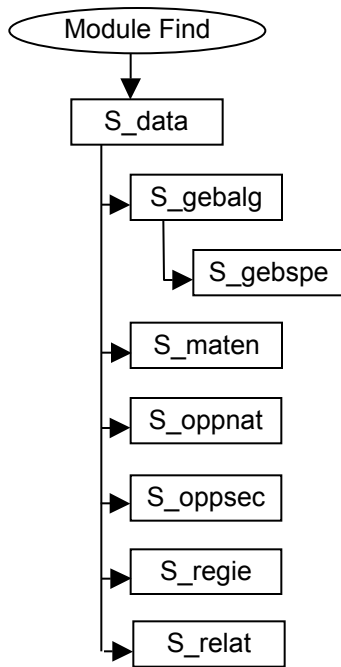 Module Find
S_data
S_gebalg
S_gebspe
S_maten
S_oppnat
S_oppsec
S_regie
S_relat